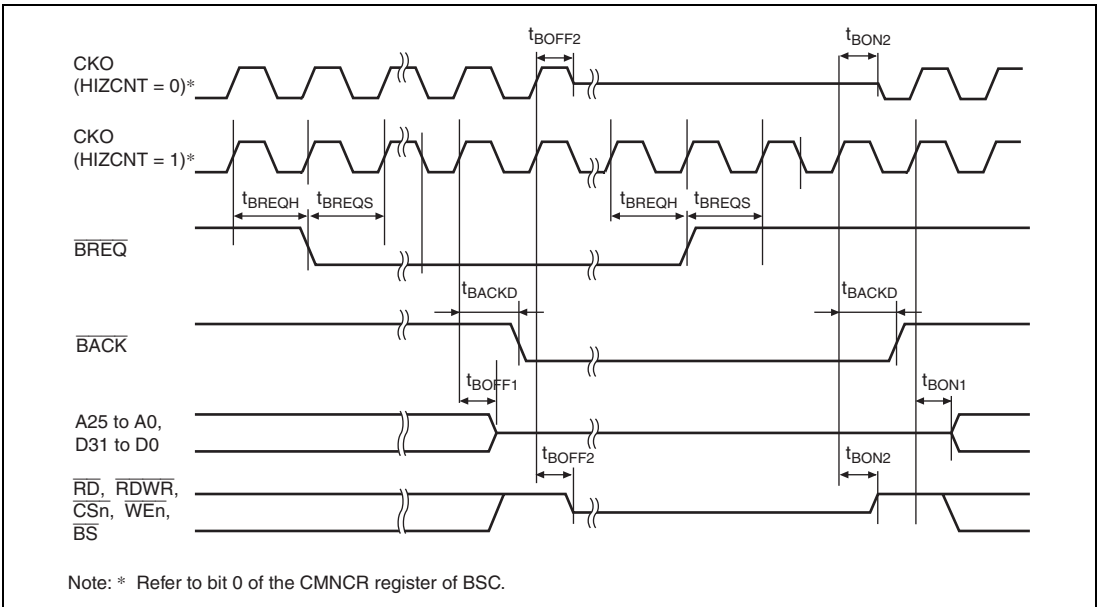 tBOFF2 tBON2
CKO
(HIZCNT = 0)*
CKO
(HIZCNT = 1)*
tBREQH tBREQS tBREQH tBREQS
BREQ
tBACKD tBACKD
BACK
tBOFF1 tBON1
A25 to A0,
D31 to D0
tBOFF2 tBON2
RD, RDWR,
CSn, WEn,
BS
Note: * Refer to bit 0 of the CMNCR register of BSC.